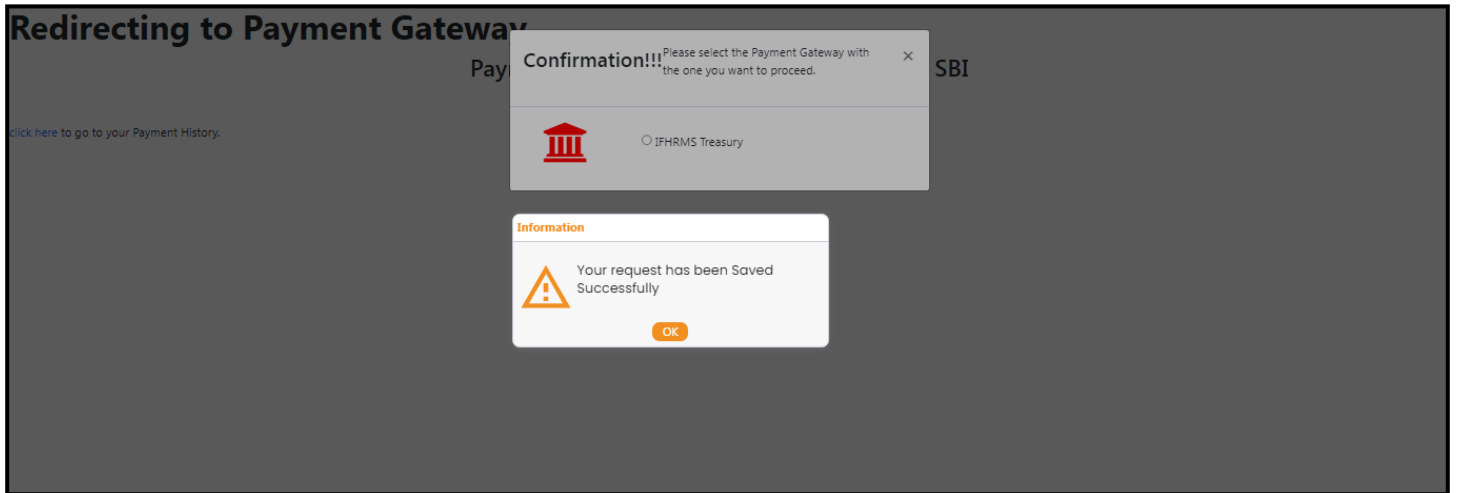 Redirecting to Payment Gateway
Confirmation!!!
Please select the Payment Gateway with
the one you want to proceed.
×
Pay
SBI
click here to go to your Payment History.
IFHRMS Treasury
Information
Your request has been Saved
Successfully
OK